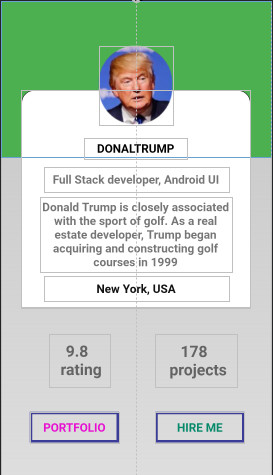 DONALTRUMP
Full Stack developer, Android UI
Donald Trump is closely associated
with the sport of golf. As a real
estate developer, Trump began
acquiring and constructing golf
courses in 1999
New York, USA
9.8 178
rating projects
PORTFOLIO HIRE ME